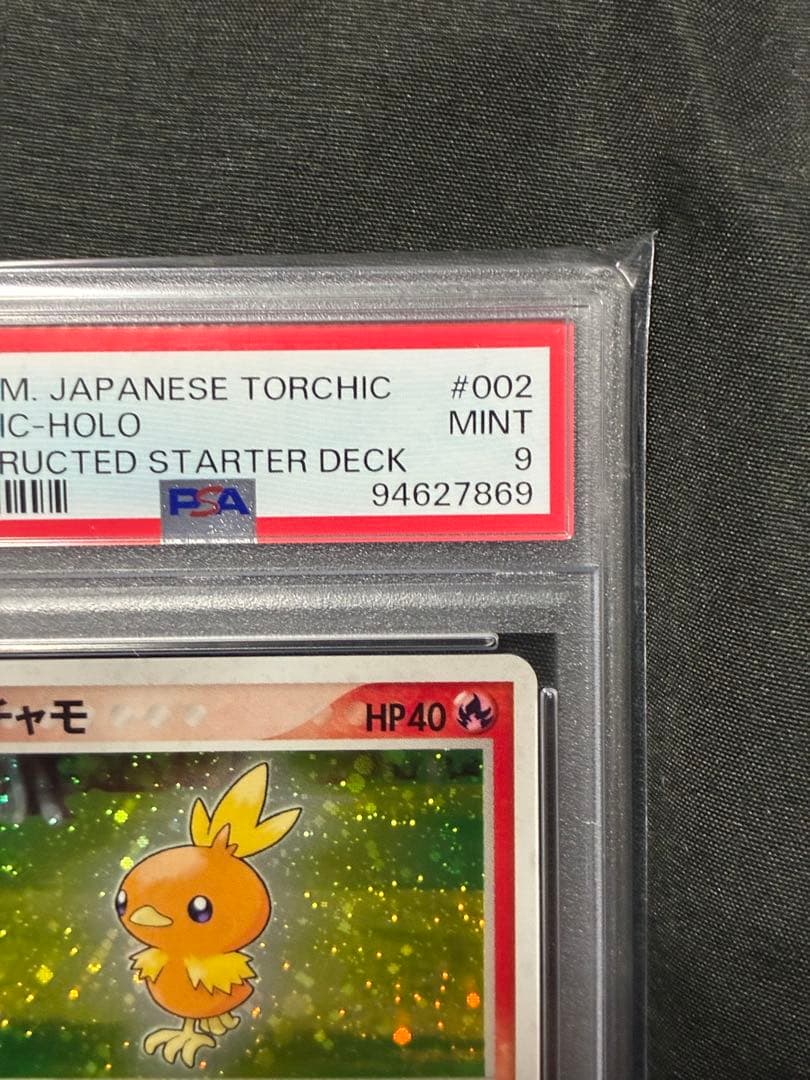 M. JAPANESE TORCHIC #002
IC-HOLO MINT
RUCTED STARTER DECK 9
PSA 94627869
チャモ HP40